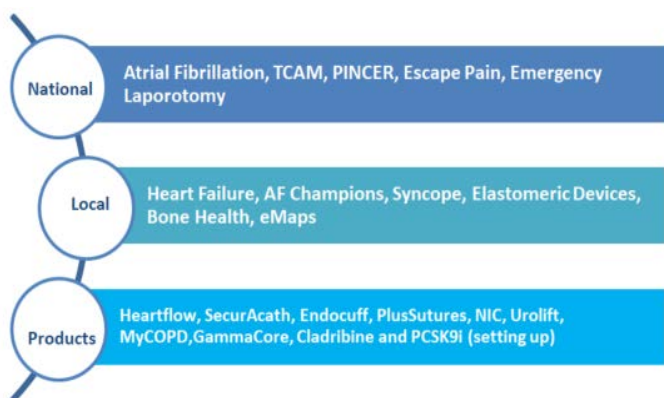 National
Atrial Fibrillation, TCAM, PINCER, Escape Pain, Emergency
Laporotomy
Local
Heart Failure, AF Champions, Syncope, Elastomeric Devices,
Bone Health, eMaps
Products
Heartflow, SecurAcath, Endocuff, PlusSutures, NIC, Urolift,
MyCOPD,GammaCore, Cladribine and PCSK9i (setting up)